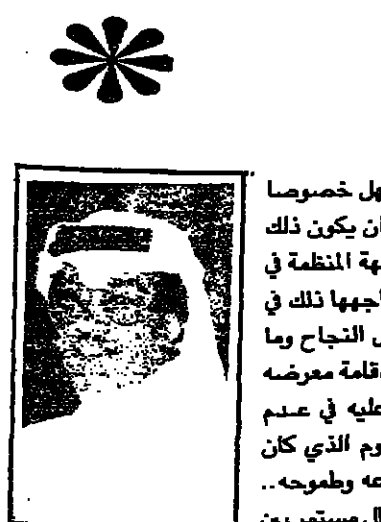 هل خصوصا
ان يكون ذلك
هة المنظمة في
اجهها ذلك في
ل النجاح وما
قامة معرضه
عليه في عدم
وم الذي كان
عه وطموحه..